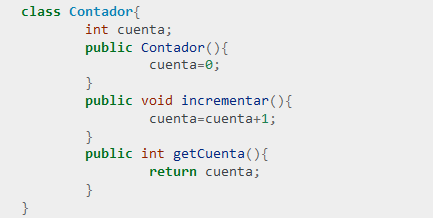 class Contador{
int cuenta;
public Contador(){
cuenta=0;
}
public void incrementar(){
cuenta=cuenta+1;
}
public int getCuenta(){
return cuenta;
}
}